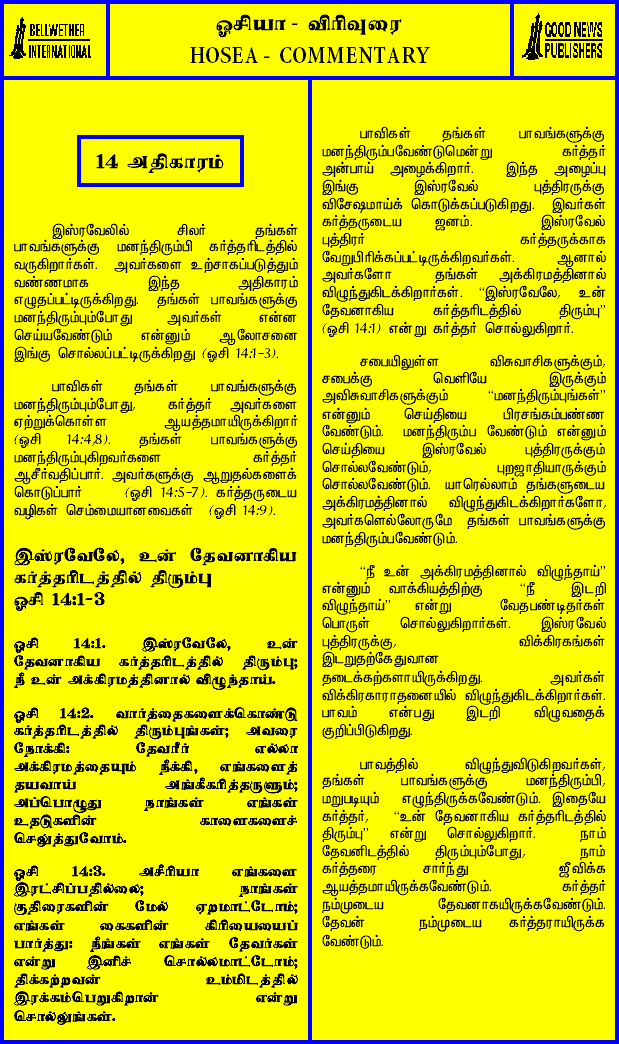 BELLWETHER
INTERNATIONAL
ஓசியா - விரிவுரை
HOSEA - COMMENTARY
GOOD NEWS
PUBLISHERS
14 அதிகாரம்
இஸ்ரவேலில் சிலர் தங்கள்
பாவங்களுக்கு மனந்திரும்பி கர்த்தரிடத்தில்
வருகிறார்கள். அவர்களை உற்சாகப்படுத்தும்
வண்ணமாக இந்த அதிகாரம்
எழுதப்பட்டிருக்கிறது. தங்கள் பாவங்களுக்கு
மனந்திரும்பும்போது அவர்கள் என்ன
செய்யவேண்டும் என்னும் ஆலோசனை
இங்கு சொல்லப்பட்டிருக்கிறது (ஓசி 14:1-3).
பாவிகள் தங்கள் பாவங்களுக்கு
மனந்திரும்பும்போது, கர்த்தர் அவர்களை
ஏற்றுக்கொள்ள ஆயத்தமாயிருக்கிறார்
(ஓசி 14:4,8). தங்கள் பாவங்களுக்கு
மனந்திரும்புகிறவர்களை கர்த்தர்
ஆசீர்வதிப்பார். அவர்களுக்கு ஆறுதல்களைக்
கொடுப்பார் (ஓசி 14:5-7). கர்த்தருடைய
வழிகள் செம்மையானவைகள் (ஓசி 14:9).
இஸ்ரவேலே, உன் தேவனாகிய
கர்த்தரிடத்தில் திரும்பு
ஓசி 14:1-3
ஓசி 14:1. இஸ்ரவேலே, உன்
தேவனாகிய கர்த்தரிடத்தில் திரும்பு;
நீ உன் அக்கிரமத்தினால் விழுந்தாய்.
ஓசி 14:2. வார்த்தைகளைக்கொண்டு
கர்த்தரிடத்தில் திரும்புங்கள்; அவரை
நோக்கி: தேவரீர் எல்லா
அக்கிரமத்தையும் நீக்கி, எங்களைத்
தயவாய் அங்கீகரித்தருளும்;
அப்பொழுது நாங்கள் எங்கள்
உதடுகளின் காளைகளைச்
செலுத்துவோம்.
ஓசி 14:3. அசீரியா எங்களை
இரட்சிப்பதில்லை; நாங்கள்
குதிரைகளின் மேல் ஏறமாட்டோம்;
எங்கள் கைகளின் கிரியையைப்
பார்த்து: நீங்கள் எங்கள் தேவர்கள்
என்று இனிச் சொல்லமாட்டோம்;
திக்கற்றவன் உம்மிடத்தில்
இரக்கம்பெறுகிறான் என்று
சொல்லுங்கள்.
பாவிகள் தங்கள் பாவங்களுக்கு
மனந்திரும்பவேண்டுமென்று கர்த்தர்
அன்பாய் அழைக்கிறார். இந்த அழைப்பு
இங்கு இஸ்ரவேல் புத்திரருக்கு
விசேஷமாய்க் கொடுக்கப்படுகிறது. இவர்கள்
கர்த்தருடைய ஜனம். இஸ்ரவேல்
புத்திரர் கர்த்தருக்காக
வேறுபிரிக்கப்பட்டிருக்கிறவர்கள். ஆனால்
அவர்களோ தங்கள் அக்கிரமத்தினால்
விழுந்துகிடக்கிறார்கள். “இஸ்ரவேலே, உன்
தேவனாகிய கர்த்தரிடத்தில் திரும்பு”
(ஓசி 14:1) என்று கர்த்தர் சொல்லுகிறார்.
சபையிலுள்ள விசுவாசிகளுக்கும்,
சபைக்கு வெளியே இருக்கும்
அவிசுவாசிகளுக்கும் “மனந்திரும்புங்கள்”
என்னும் செய்தியை பிரசங்கம்பண்ண
வேண்டும். மனந்திரும்ப வேண்டும் என்னும்
செய்தியை இஸ்ரவேல் புத்திரருக்கும்
சொல்லவேண்டும், புறஜாதியாருக்கும்
சொல்லவேண்டும். யாரெல்லாம் தங்களுடைய
அக்கிரமத்தினால் விழுந்துகிடக்கிறார்களோ,
அவர்களெல்லோருமே தங்கள் பாவங்களுக்கு
மனந்திரும்பவேண்டும்.
“நீ உன் அக்கிரமத்தினால் விழுந்தாய்”
என்னும் வாக்கியத்திற்கு “நீ இடறி
விழுந்தாய்” என்று வேதபண்டிதர்கள்
பொருள் சொல்லுகிறார்கள். இஸ்ரவேல்
புத்திரருக்கு, விக்கிரகங்கள்
இடறுதற்கேதுவான
தடைக்கற்களாயிருக்கிறது. அவர்கள்
விக்கிரகாராதனையில் விழுந்துகிடக்கிறார்கள்.
பாவம் என்பது இடறி விழுவதைக்
குறிப்பிடுகிறது.
பாவத்தில் விழுந்துவிடுகிறவர்கள்,
தங்கள் பாவங்களுக்கு மனந்திரும்பி,
மறுபடியும் எழுந்திருக்கவேண்டும். இதையே
கர்த்தர், “உன் தேவனாகிய கர்த்தரிடத்தில்
திரும்பு” என்று சொல்லுகிறார். நாம்
தேவனிடத்தில் திரும்பும்போது, நாம்
கர்த்தரை சார்ந்து ஜீவிக்க
ஆயத்தமாயிருக்கவேண்டும். கர்த்தர்
நம்முடைய தேவனாகயிருக்கவேண்டும்.
தேவன் நம்முடைய கர்த்தராயிருக்க
வேண்டும்.